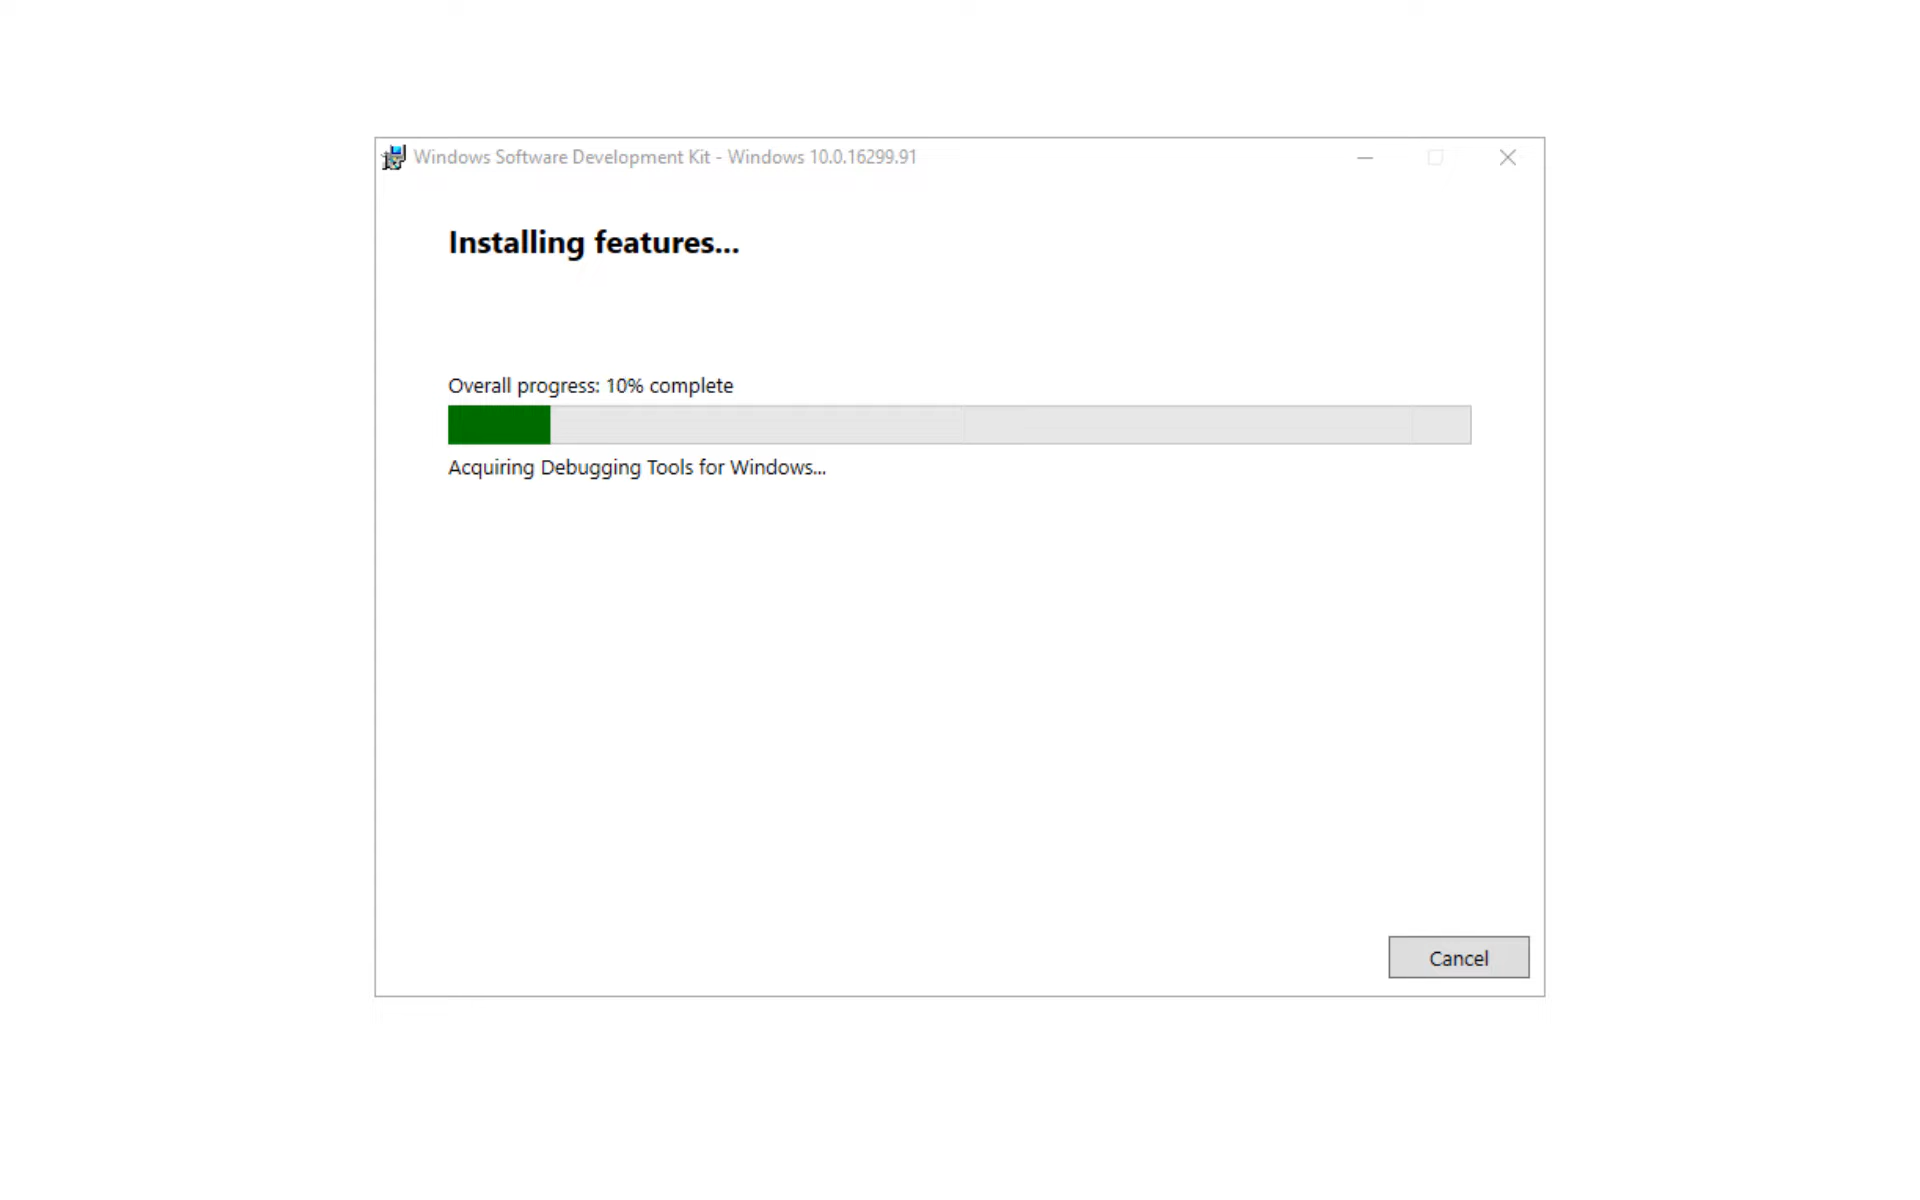 Windows Software Development Kit - Windows 10.0.16299.91
Installing features...
Overall progress: 10% complete
Acquiring Debugging Tools for Windows...
Cancel